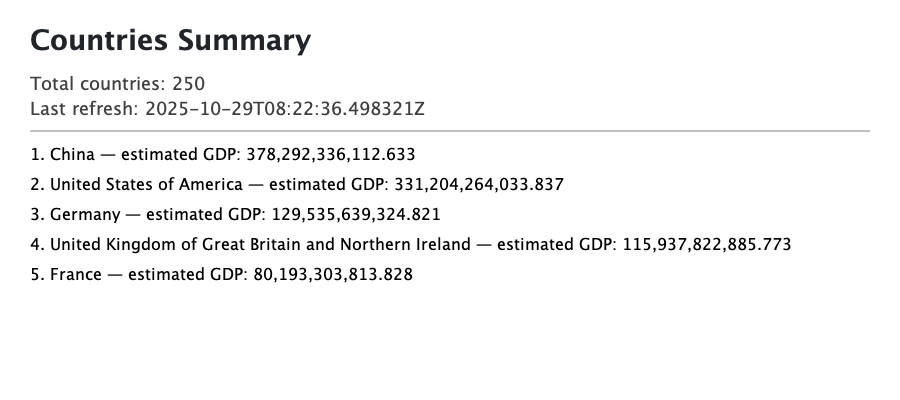 Countries Summary
Total countries: 250
Last refresh: 2025-10-29T08:22:36.498321Z
1. China — estimated GDP: 378,292,336,112.633
2. United States of America — estimated GDP: 331,204,264,033.837
3. Germany — estimated GDP: 129,535,639,324.821
4. United Kingdom of Great Britain and Northern Ireland — estimated GDP: 115,937,822,885.773
5. France — estimated GDP: 80,193,303,813.828